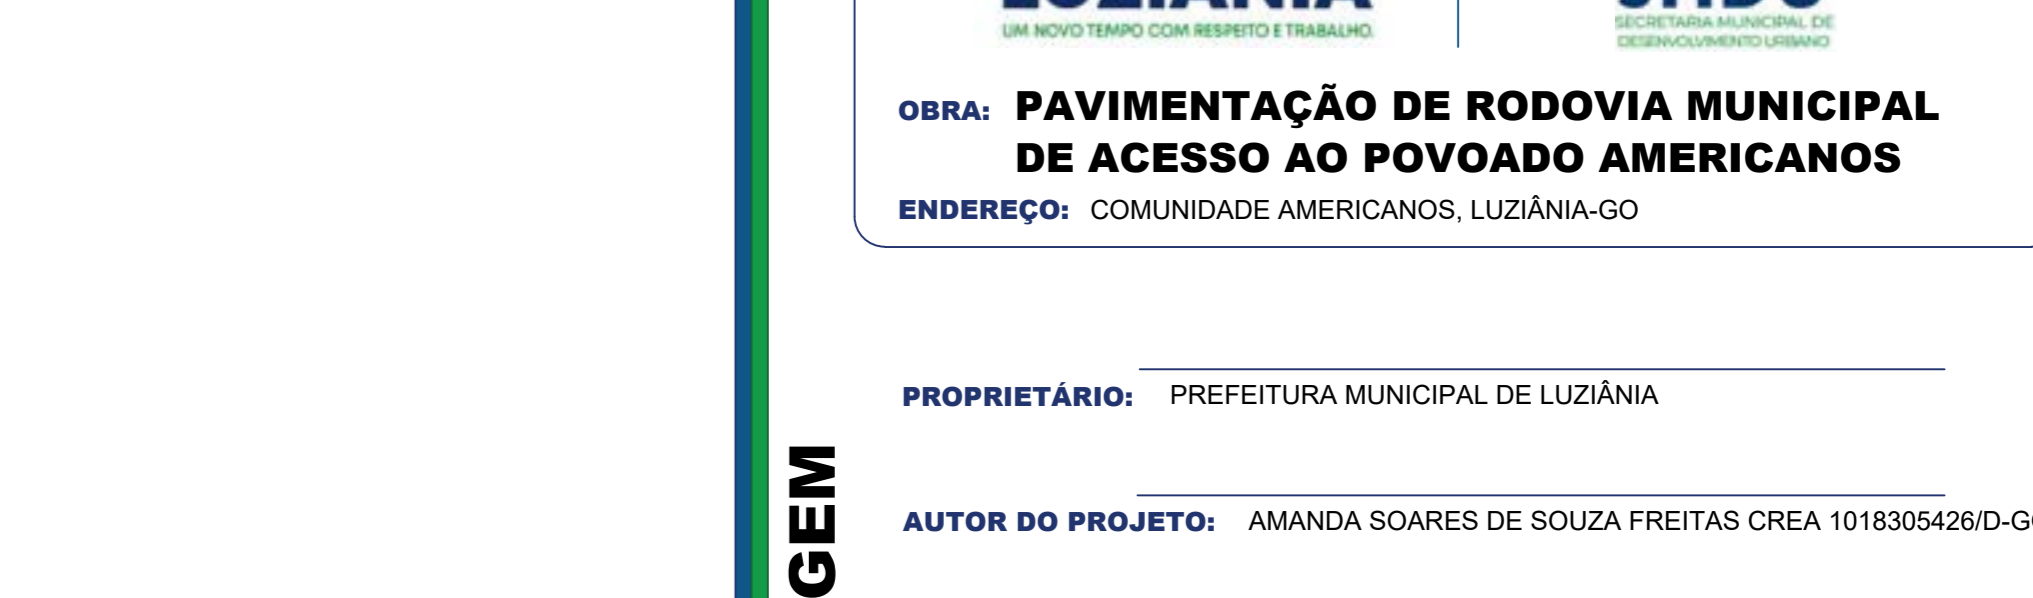 LUZIÂNIA
UM NOVO TEMPO COM RESPEITO E TRABALHO.
SECRETARIA MUNICIPAL DE
DESENVOLVIMENTO URBANO
OBRA: PAVIMENTAÇÃO DE RODOVIA MUNICIPAL
DE ACESSO AO POVOADO AMERICANOS
ENDEREÇO: COMUNIDADE AMERICANOS, LUZIÂNIA-GO
PROPRIETÁRIO: PREFEITURA MUNICIPAL DE LUZIÂNIA
GEM
AUTOR DO PROJETO: AMANDA SOARES DE SOUZA FREITAS CREA 1018305426/D-G